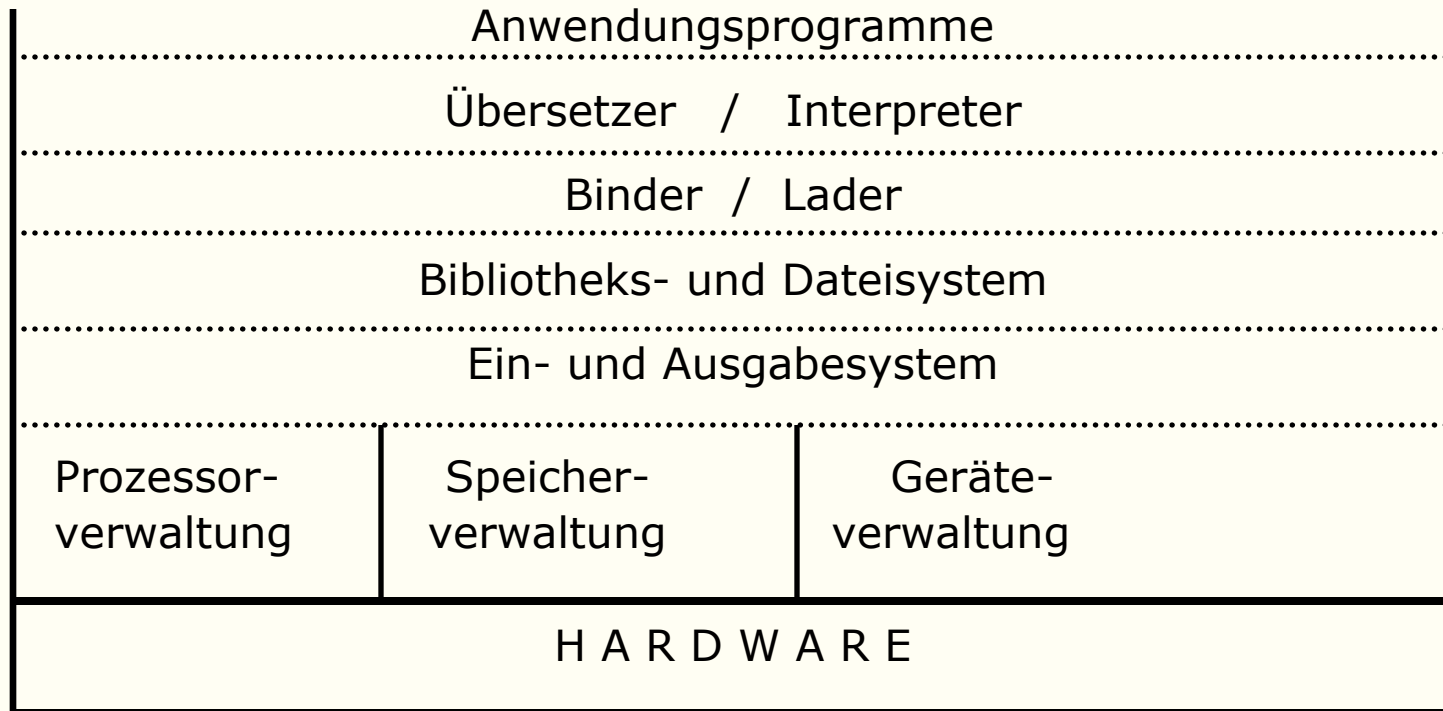 Anwendungsprogramme
Übersetzer / Interpreter
Binder / Lader
Bibliotheks- und Dateisystem
Ein- und Ausgabesystem
Prozessor-
verwaltung
Speicher-
verwaltung
Geräte-
verwaltung
H A R D W A R E